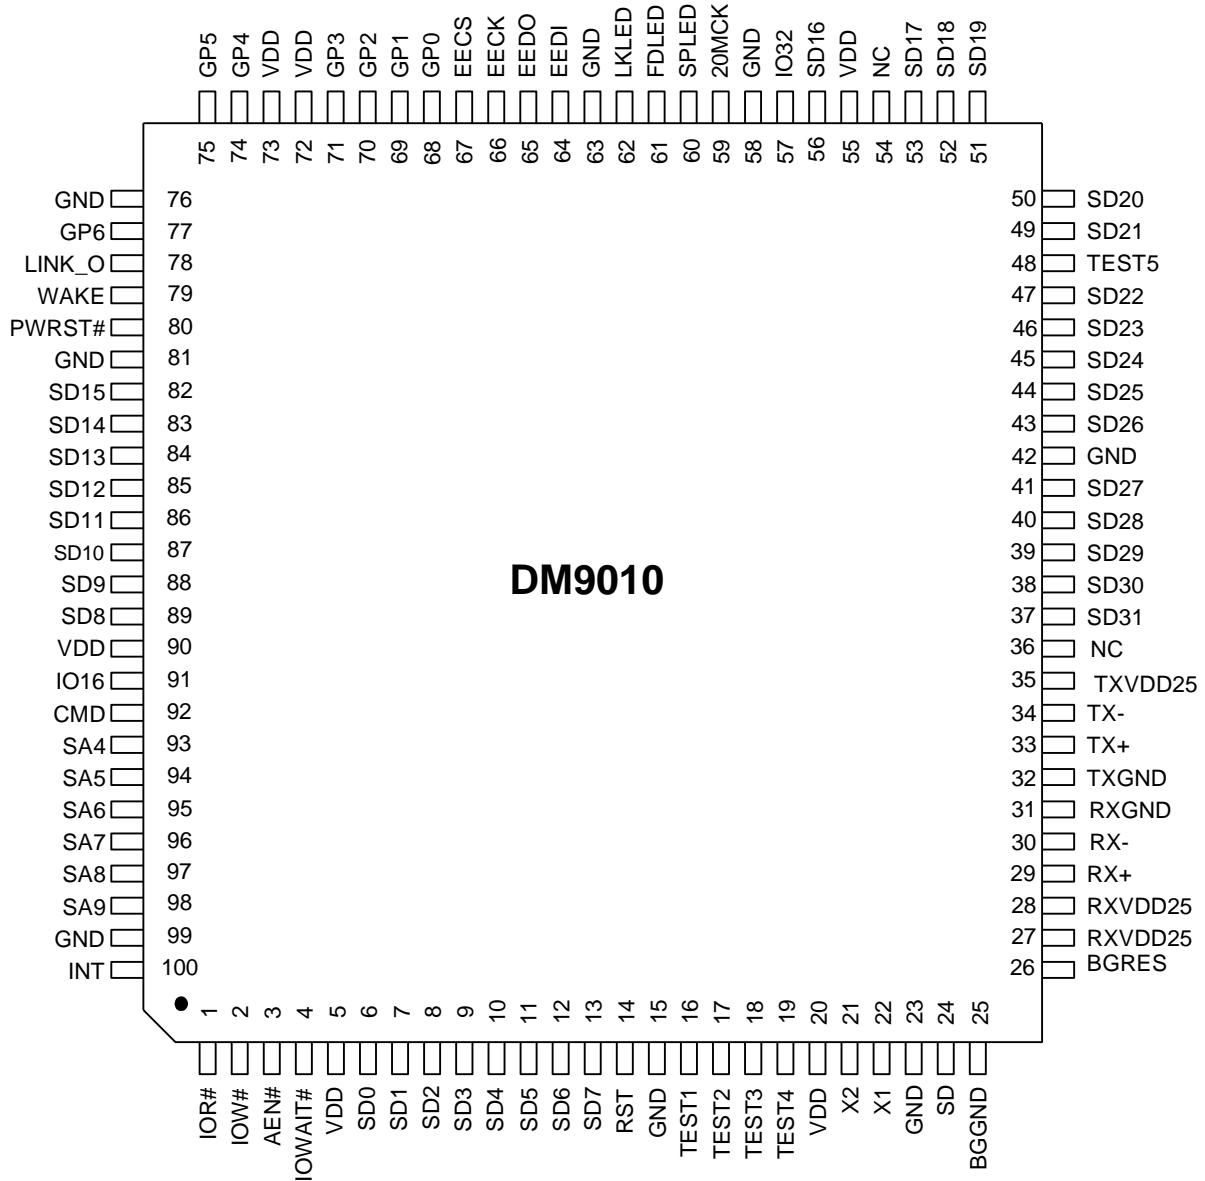 GP5 GP4 VDD VDD GP3 GP2 GP1 GP0 EECS EECK EEDO EEDI GND LKLED FDLED SPLED 20MCK GND IO32 SD16 VDD NC SD17 SD18 SD19
75 74 73 72 71 70 69 68 67 66 65 64 63 62 61 60 59 58 57 56 55 54 53 52 51
GND 76 50 SD20
GP6 77 49 SD21
LINK_O 78 48 TEST5
WAKE 79 47 SD22
PWRST# 80 46 SD23
GND 81 45 SD24
SD15 82 44 SD25
SD14 83 43 SD26
SD13 84 42 GND
SD12 85 41 SD27
SD11 86 40 SD28
SD10 87 39 SD29
SD9 88 38 SD30
DM9010
SD8 89 37 SD31
VDD 90 36 NC
IO16 91 35 TXVDD25
CMD 92 34 TX-
SA4 93 33 TX+
SA5 94 32 TXGND
SA6 95 31 RXGND
SA7 96 30 RX-
SA8 97 29 RX+
SA9 98 28 RXVDD25
GND 99 27 RXVDD25
INT 100 26 BGRES
1 2 3 4 5 6 7 8 9 10 11 12 13 14 15 16 17 18 19 20 21 22 23 24 25
IOR# IOW# AEN# IOWAIT# VDD SD0 SD1 SD2 SD3 SD4 SD5 SD6 SD7 RST GND TEST1 TEST2 TEST3 TEST4 VDD X2 X1 GND SD BGGND